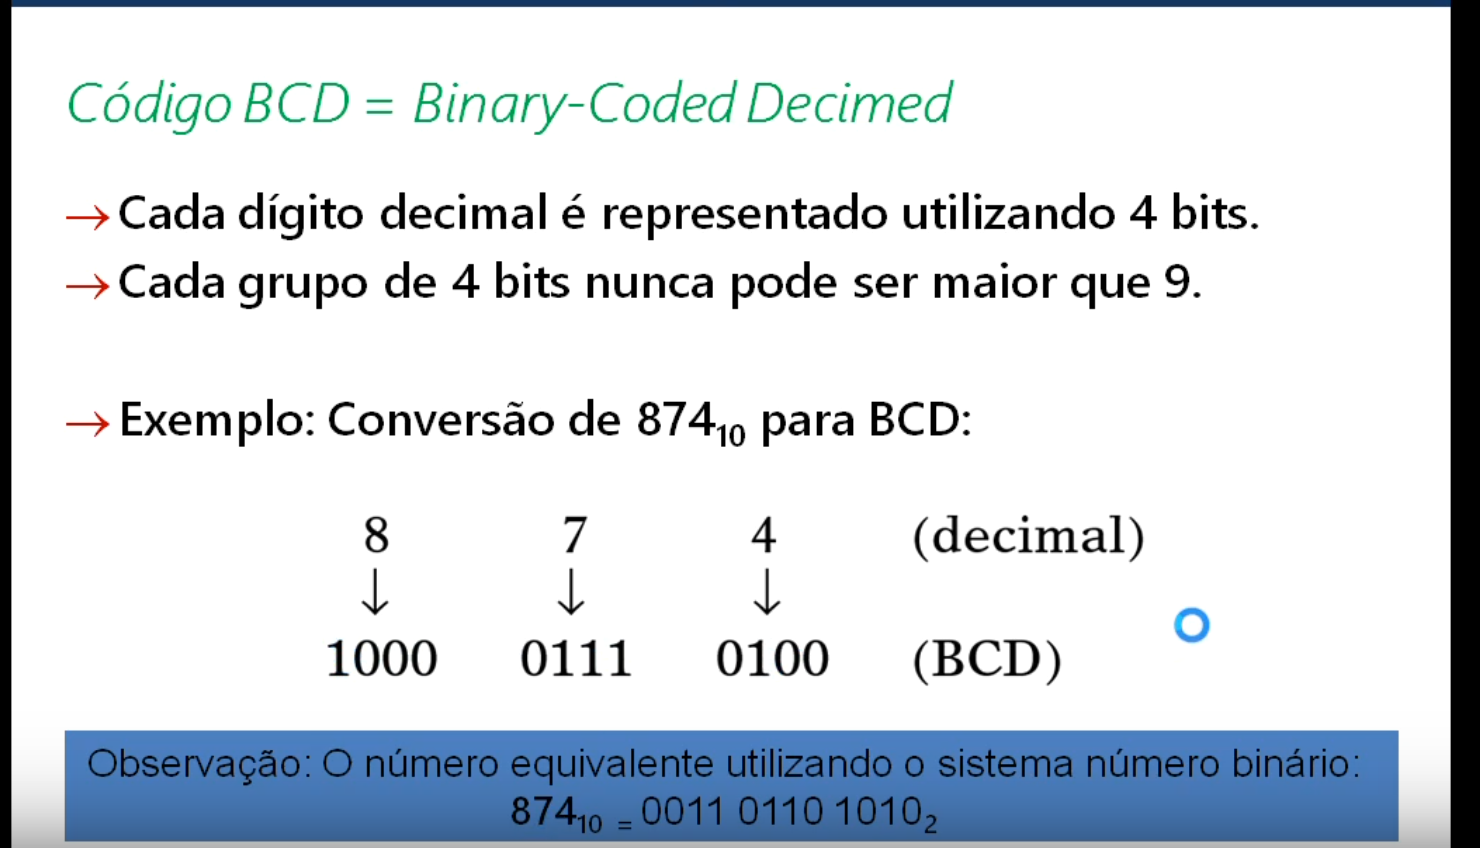 Código BCD = Binary-Coded Decimed
→ Cada dígito decimal é representado utilizando 4 bits.
→ Cada grupo de 4 bits nunca pode ser maior que 9.
→ Exemplo: Conversão de 874₁₀ para BCD:
8 7 4 (decimal)
↓ ↓ ↓
1000 0111 0100 (BCD)
Observação: O número equivalente utilizando o sistema número binário:
874₁₀ = 0011 0110 1010₂